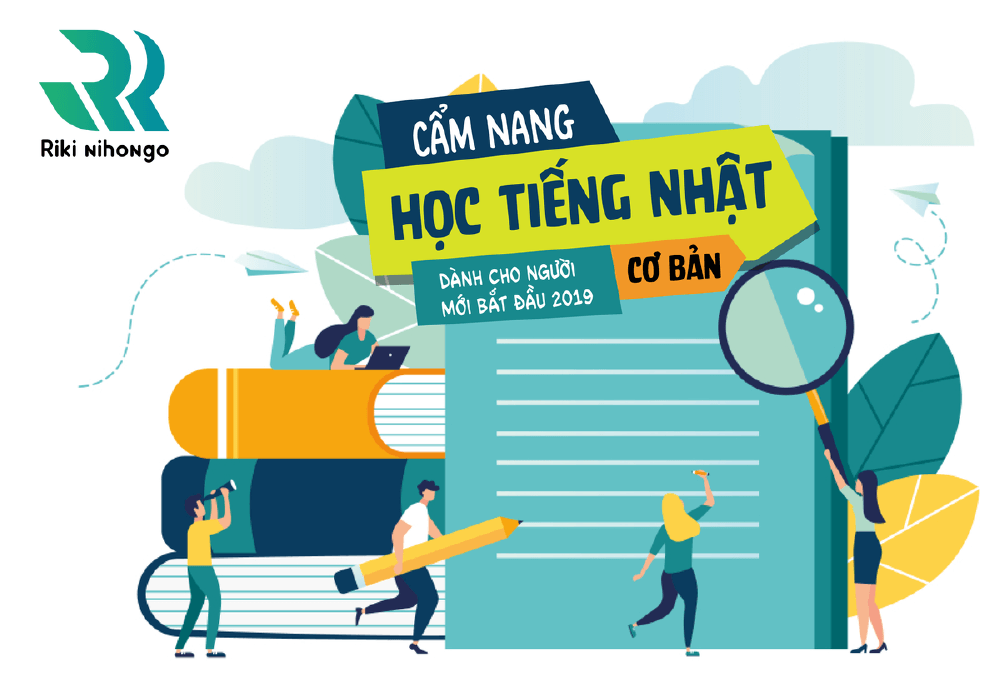 Riki Nihongo
CẨM NANG
HỌC TIẾNG NHẬT
DÀNH CHO NGƯỜI
MỚI BẮT ĐẦU 2019
CƠ BẢN